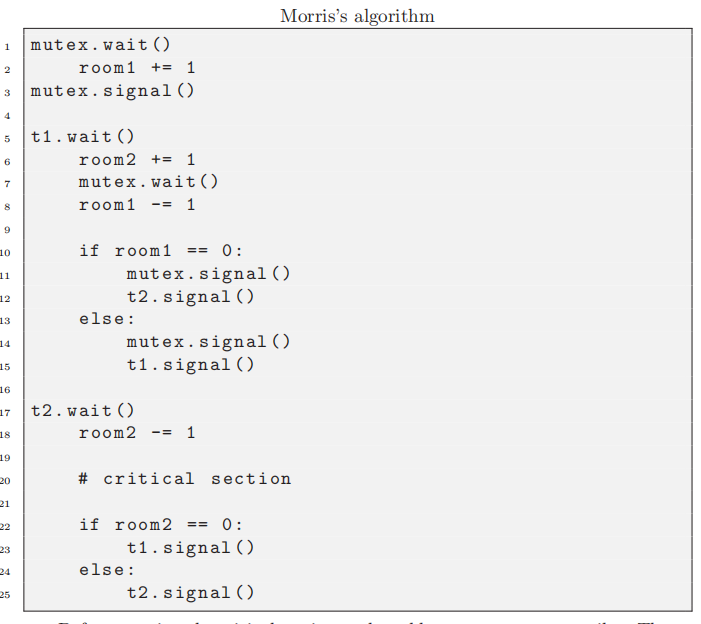 Morris's algorithm
1 mutex.wait()
2     room1 += 1
3 mutex.signal()
4
5 t1.wait()
6     room2 += 1
7     mutex.wait()
8     room1 -= 1
9
10     if room1 == 0:
11         mutex.signal()
12         t2.signal()
13     else:
14         mutex.signal()
15         t1.signal()
16
17 t2.wait()
18     room2 -= 1
19
20     # critical section
21
22     if room2 == 0:
23         t1.signal()
24     else:
25         t2.signal()